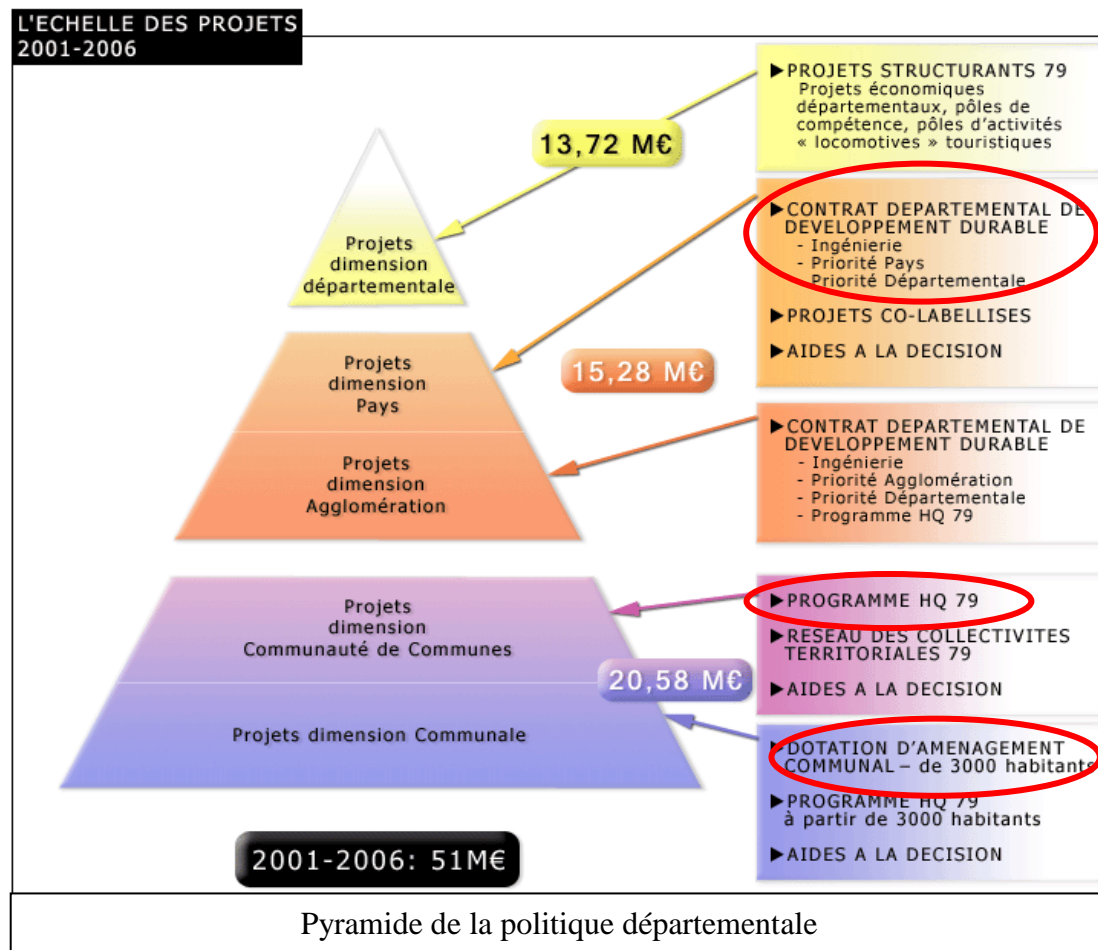 L'ECHELLE DES PROJETS
2001-2006
►PROJETS STRUCTURANTS 79
Projets économiques
départementaux, pôles de
compétence, pôles d'activités
« locomotives » touristiques
13,72 M€
Projets
dimension
départementale
►CONTRAT DEPARTEMENTAL DE
DEVELOPPEMENT DURABLE
- Ingénierie
- Priorité Pays
Priorité Départementale
►PROJETS CO-LABELLISES
►AIDES A LA DECISION
Projets
dimension
Pays
15,28 M€
Projets
dimension
Agglomération
►CONTRAT DEPARTEMENTAL DE
DEVELOPPEMENT DURABLE
- Ingénierie
- Priorité Agglomération
- Priorité Départementale
- Programme HQ 79
Projets
dimension
Communauté de Communes
►PROGRAMME HQ 79
►RESEAU DES COLLECTIVITES
TERRITORIALES 79
►AIDES A LA DECISION
20,58 M€
Projets dimension Communale
►DOTATION D'AMENAGEMENT
COMMUNAL – de 3000 habitants
►PROGRAMME HQ 79
à partir de 3000 habitants
►AIDES A LA DECISION
2001-2006: 51M€
Pyramide de la politique départementale